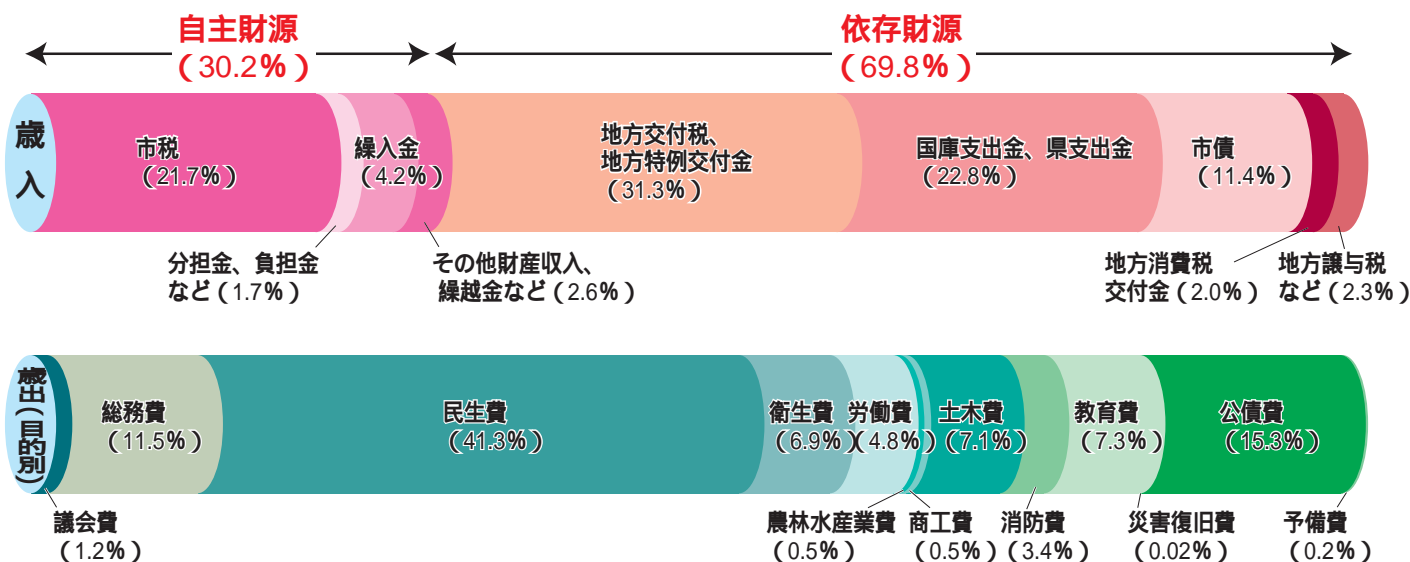 自主財源
（30.2％）
依存財源
（69.8％）
歳入
市税
（21.7％）
繰入金
（4.2％）
地方交付税、
地方特例交付金
（31.3％）
国庫支出金、県支出金
（22.8％）
市債
（11.4％）
分担金、負担金
など（1.7％）
その他財産収入、
繰越金など（2.6％）
地方消費税
交付金（2.0％）
地方譲与税
など（2.3％）
歳出（目的別）
総務費
（11.5％）
民生費
（41.3％）
衛生費
（6.9％）
労働費
（4.8％）
土木費
（7.1％）
教育費
（7.3％）
公債費
（15.3％）
議会費
（1.2％）
農林水産業費
（0.5％）
商工費
（0.5％）
消防費
（3.4％）
災害復旧費
（0.02％）
予備費
（0.2％）